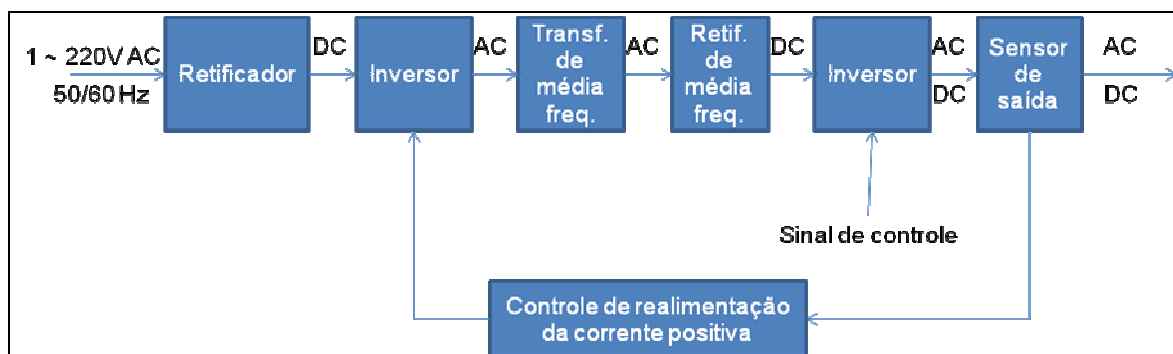 1 ~ 220V AC
50/60 Hz
Retificador
DC
Inversor
AC
Transf.
de
média
freq.
AC
Retif.
de
média
freq.
DC
Inversor
AC
DC
Sensor
de
saída
AC
DC
Sinal de controle
Controle de realimentação
da corrente positiva